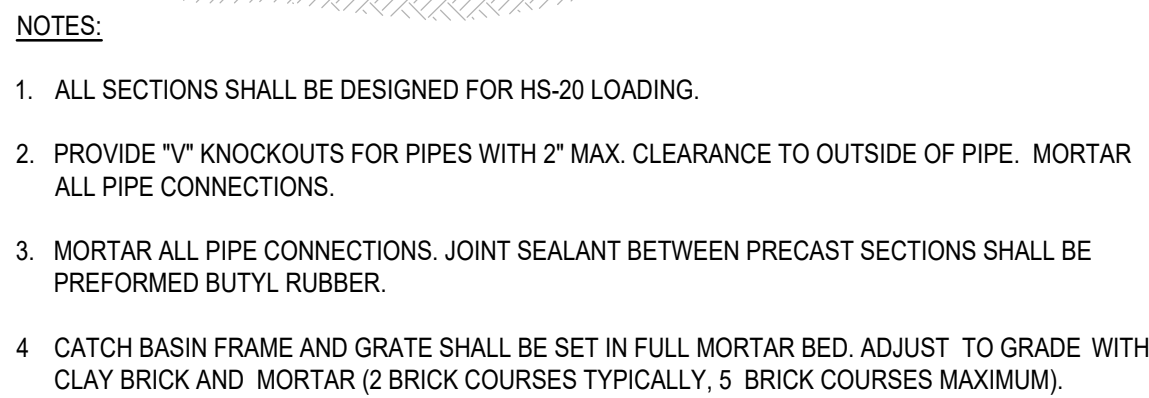 NOTES:
1. ALL SECTIONS SHALL BE DESIGNED FOR HS-20 LOADING.
2. PROVIDE "V" KNOCKOUTS FOR PIPES WITH 2" MAX. CLEARANCE TO OUTSIDE OF PIPE. MORTAR
ALL PIPE CONNECTIONS.
3. MORTAR ALL PIPE CONNECTIONS. JOINT SEALANT BETWEEN PRECAST SECTIONS SHALL BE
PREFORMED BUTYL RUBBER.
4 CATCH BASIN FRAME AND GRATE SHALL BE SET IN FULL MORTAR BED. ADJUST TO GRADE WITH
CLAY BRICK AND MORTAR (2 BRICK COURSES TYPICALLY, 5 BRICK COURSES MAXIMUM).